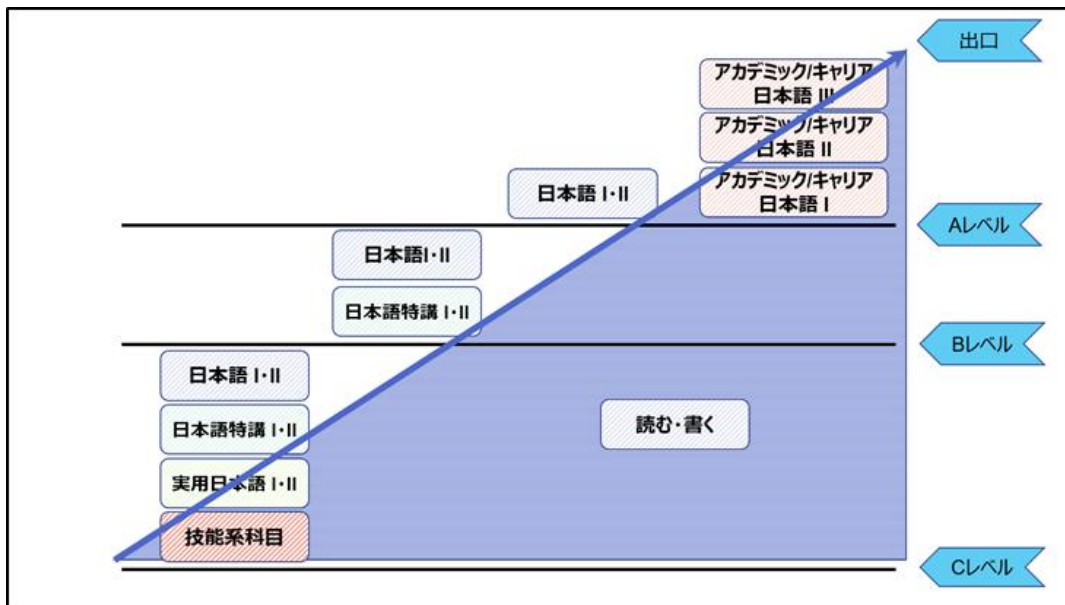 出口
アカデミック/キャリア
日本語 III
アカデミック/キャリア
日本語 II
アカデミック/キャリア
日本語 I
日本語 I・II
Aレベル
日本語I・II
日本語特講 I・II
Bレベル
日本語 I・II
日本語特講 I・II
実用日本語 I・II
技能系科目
読む・書く
Cレベル